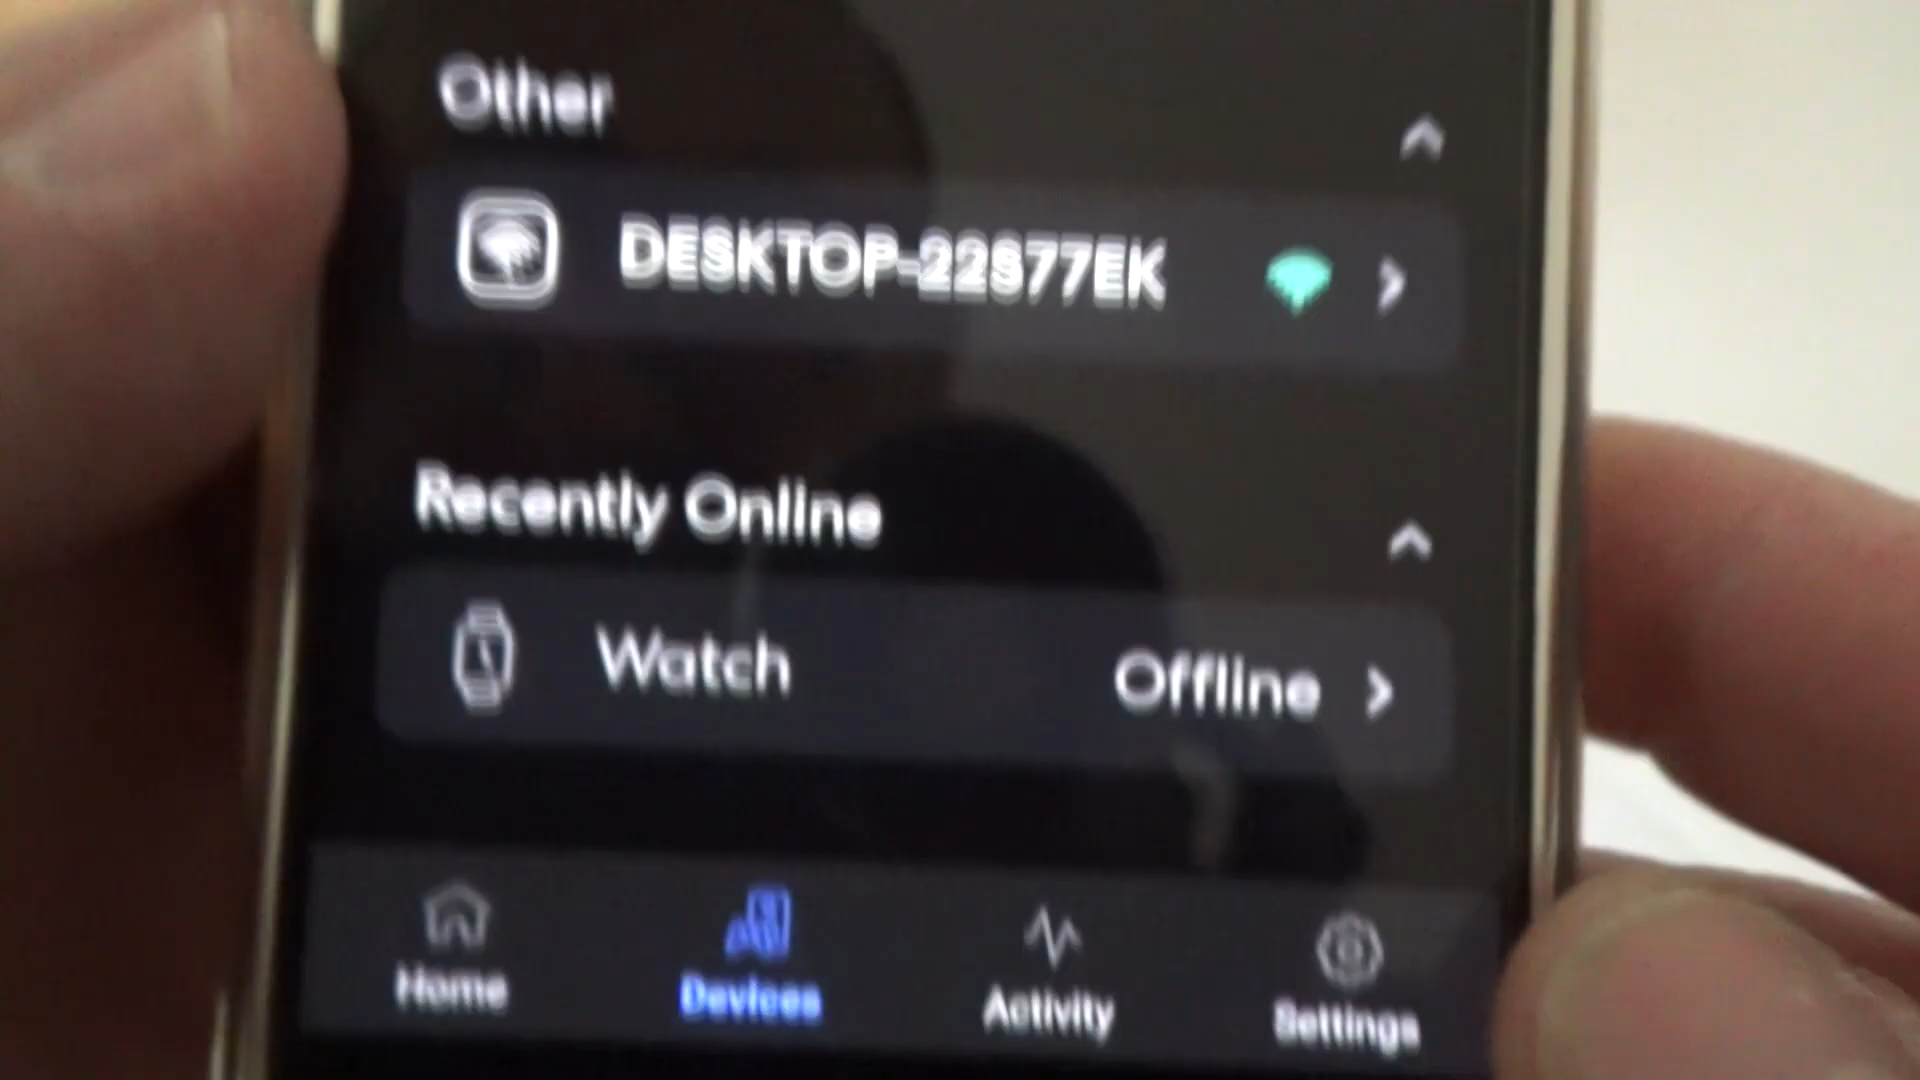 Other
DESKTOP-22S77EK
Recently Online
Watch Offline
Home Devices Activity Settings